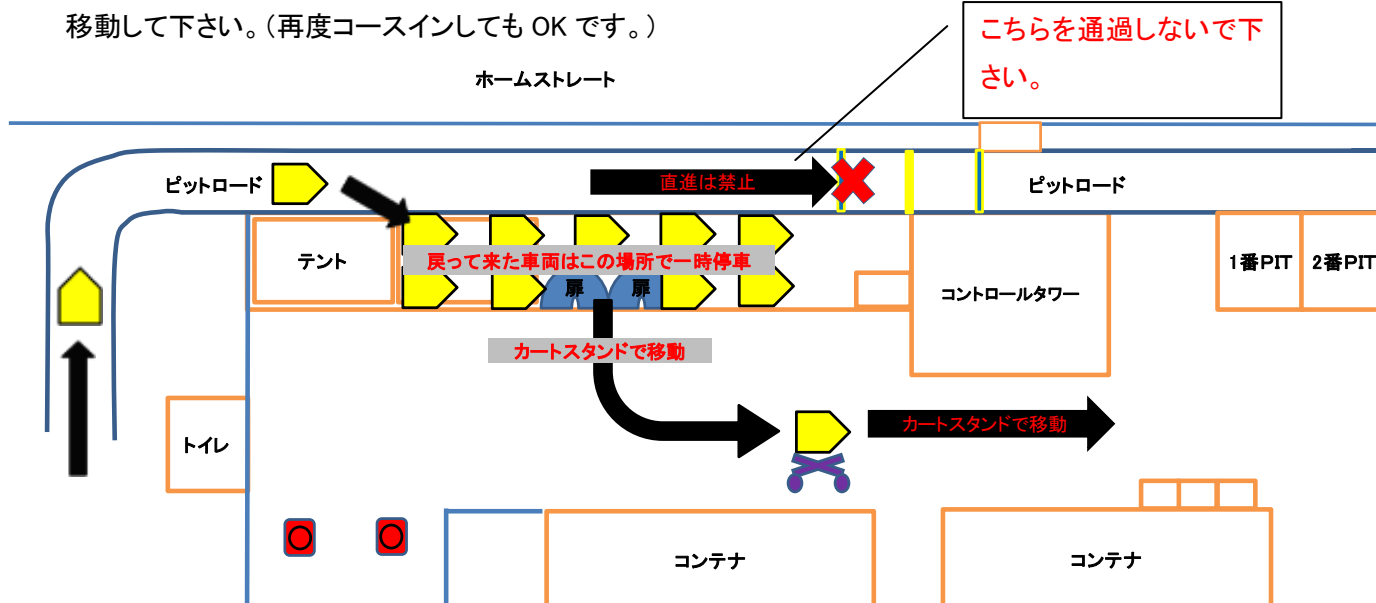 移動して下さい。（再度コースインしても OK です。）
こちらを通過しないで下
さい。
ホームストレート
ピットロード
直進は禁止
ピットロード
テント
戻って来た車両はこの場所で一時停車
扉
扉
コントロールタワー
1番PIT
2番PIT
カートスタンドで移動
カートスタンドで移動
トイレ
コンテナ
コンテナ